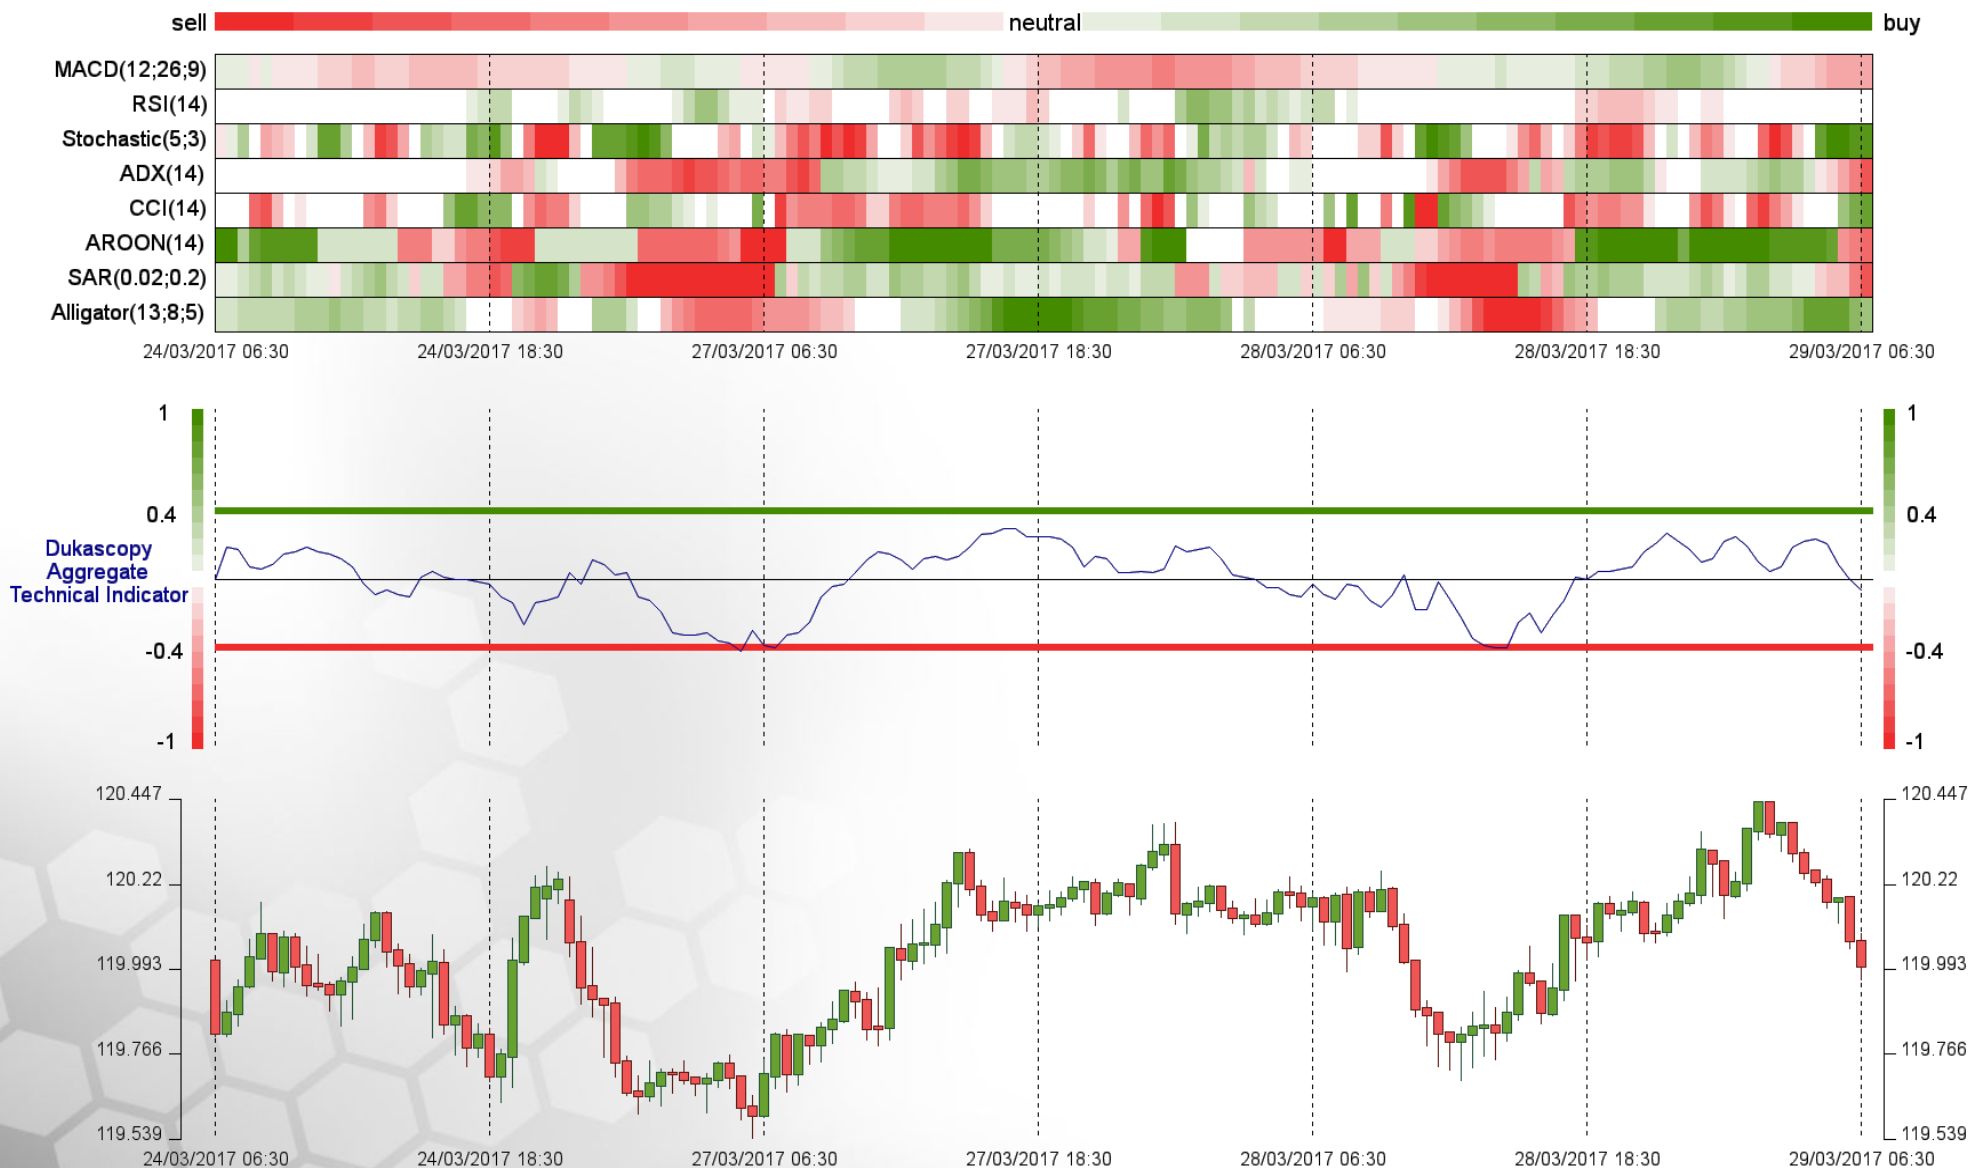 sell neutral buy
MACD(12;26;9)
RSI(14)
Stochastic(5;3)
ADX(14)
CCI(14)
AROON(14)
SAR(0.02;0.2)
Alligator(13;8;5)
24/03/2017 06:30 24/03/2017 18:30 27/03/2017 06:30 27/03/2017 18:30 28/03/2017 06:30 28/03/2017 18:30 29/03/2017 06:30
1 1
0.4 0.4
Dukascopy
Aggregate
Technical Indicator
-0.4 -0.4
-1 -1
120.447 120.447
120.22 120.22
119.993 119.993
119.766 119.766
119.539 119.539
24/03/2017 06:30 24/03/2017 18:30 27/03/2017 06:30 27/03/2017 18:30 28/03/2017 06:30 28/03/2017 18:30 29/03/2017 06:30